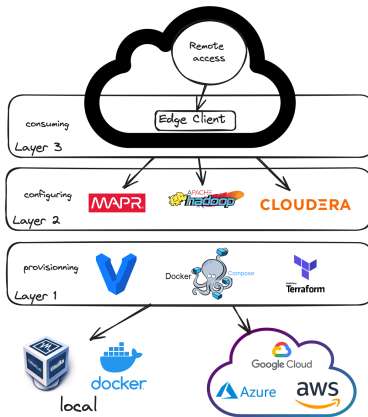 Remote
access
consuming
Edge Client
Layer 3
configuring
MAPR
APACHE
hadoop
CLOUDERA
Layer 2
provisionning
Docker
Compose
Terraform
Layer 1
docker
local
Google Cloud
Azure
aws